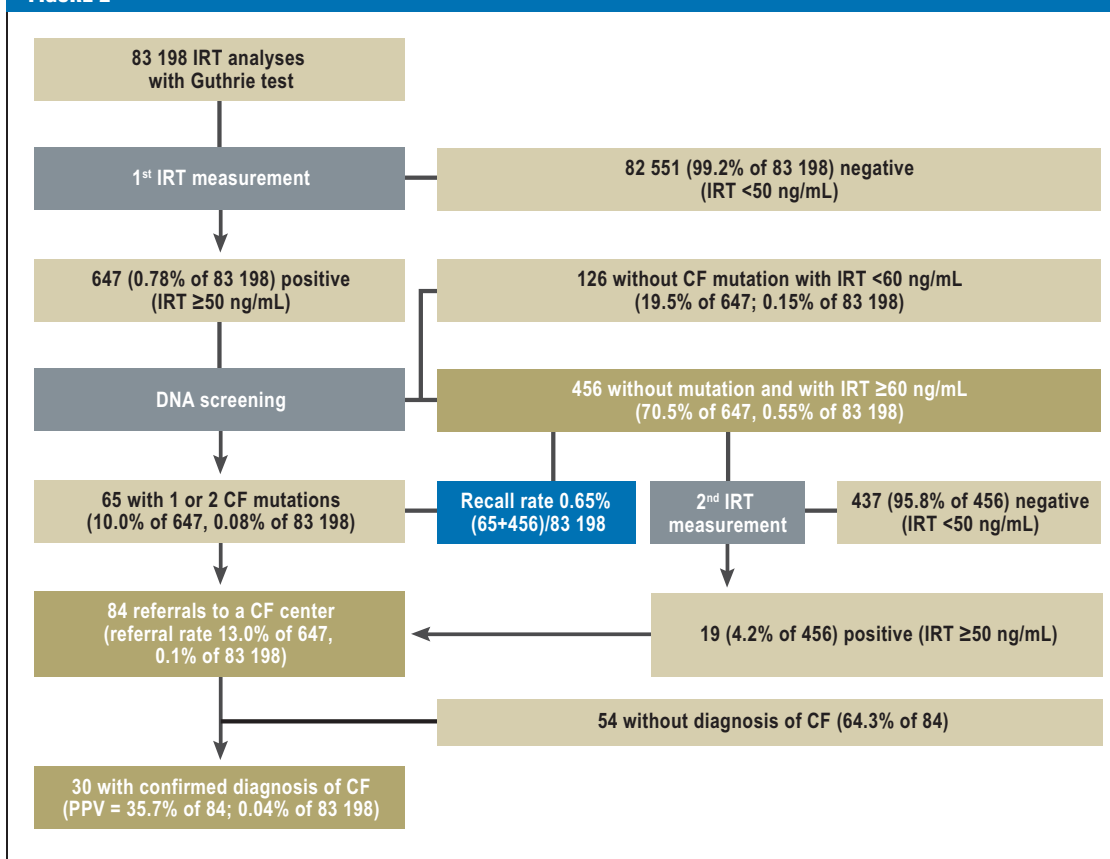 83 198 IRT analyses
with Guthrie test
1st IRT measurement
82 551 (99.2% of 83 198) negative
(IRT <50 ng/mL)
647 (0.78% of 83 198) positive
(IRT ≥50 ng/mL)
126 without CF mutation with IRT <60 ng/mL
(19.5% of 647; 0.15% of 83 198)
DNA screening
456 without mutation and with IRT ≥60 ng/mL
(70.5% of 647, 0.55% of 83 198)
65 with 1 or 2 CF mutations
(10.0% of 647, 0.08% of 83 198)
Recall rate 0.65%
(65+456)/83 198
2nd IRT
measurement
437 (95.8% of 456) negative
(IRT <50 ng/mL)
84 referrals to a CF center
(referral rate 13.0% of 647,
0.1% of 83 198)
19 (4.2% of 456) positive (IRT ≥50 ng/mL)
54 without diagnosis of CF (64.3% of 84)
30 with confirmed diagnosis of CF
(PPV = 35.7% of 84; 0.04% of 83 198)